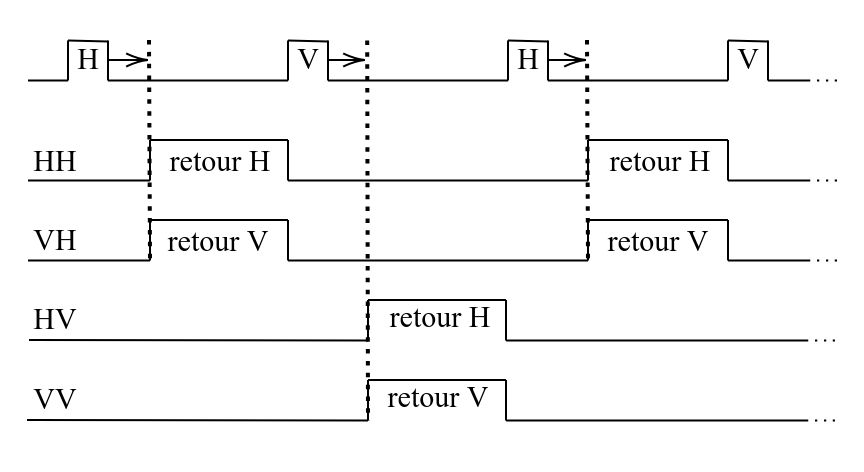 H V H V
HH retour H retour H
VH retour V retour V
HV retour H
VV retour V